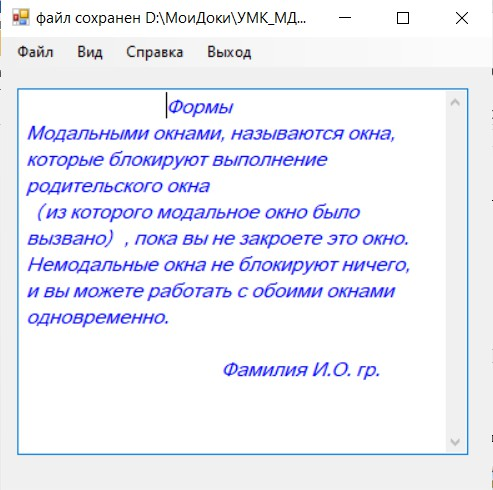 файл сохранен D:\МоиДоки\УМК_МД...
Файл Вид Справка Выход
Формы
Модальными окнами, называются окна,
которые блокируют выполнение
родительского окна
(из которого модальное окно было
вызвано) , пока вы не закроете это окно.
Немодальные окна не блокируют ничего,
и вы можете работать с обоими окнами
одновременно.
Фамилия И.О. гр.